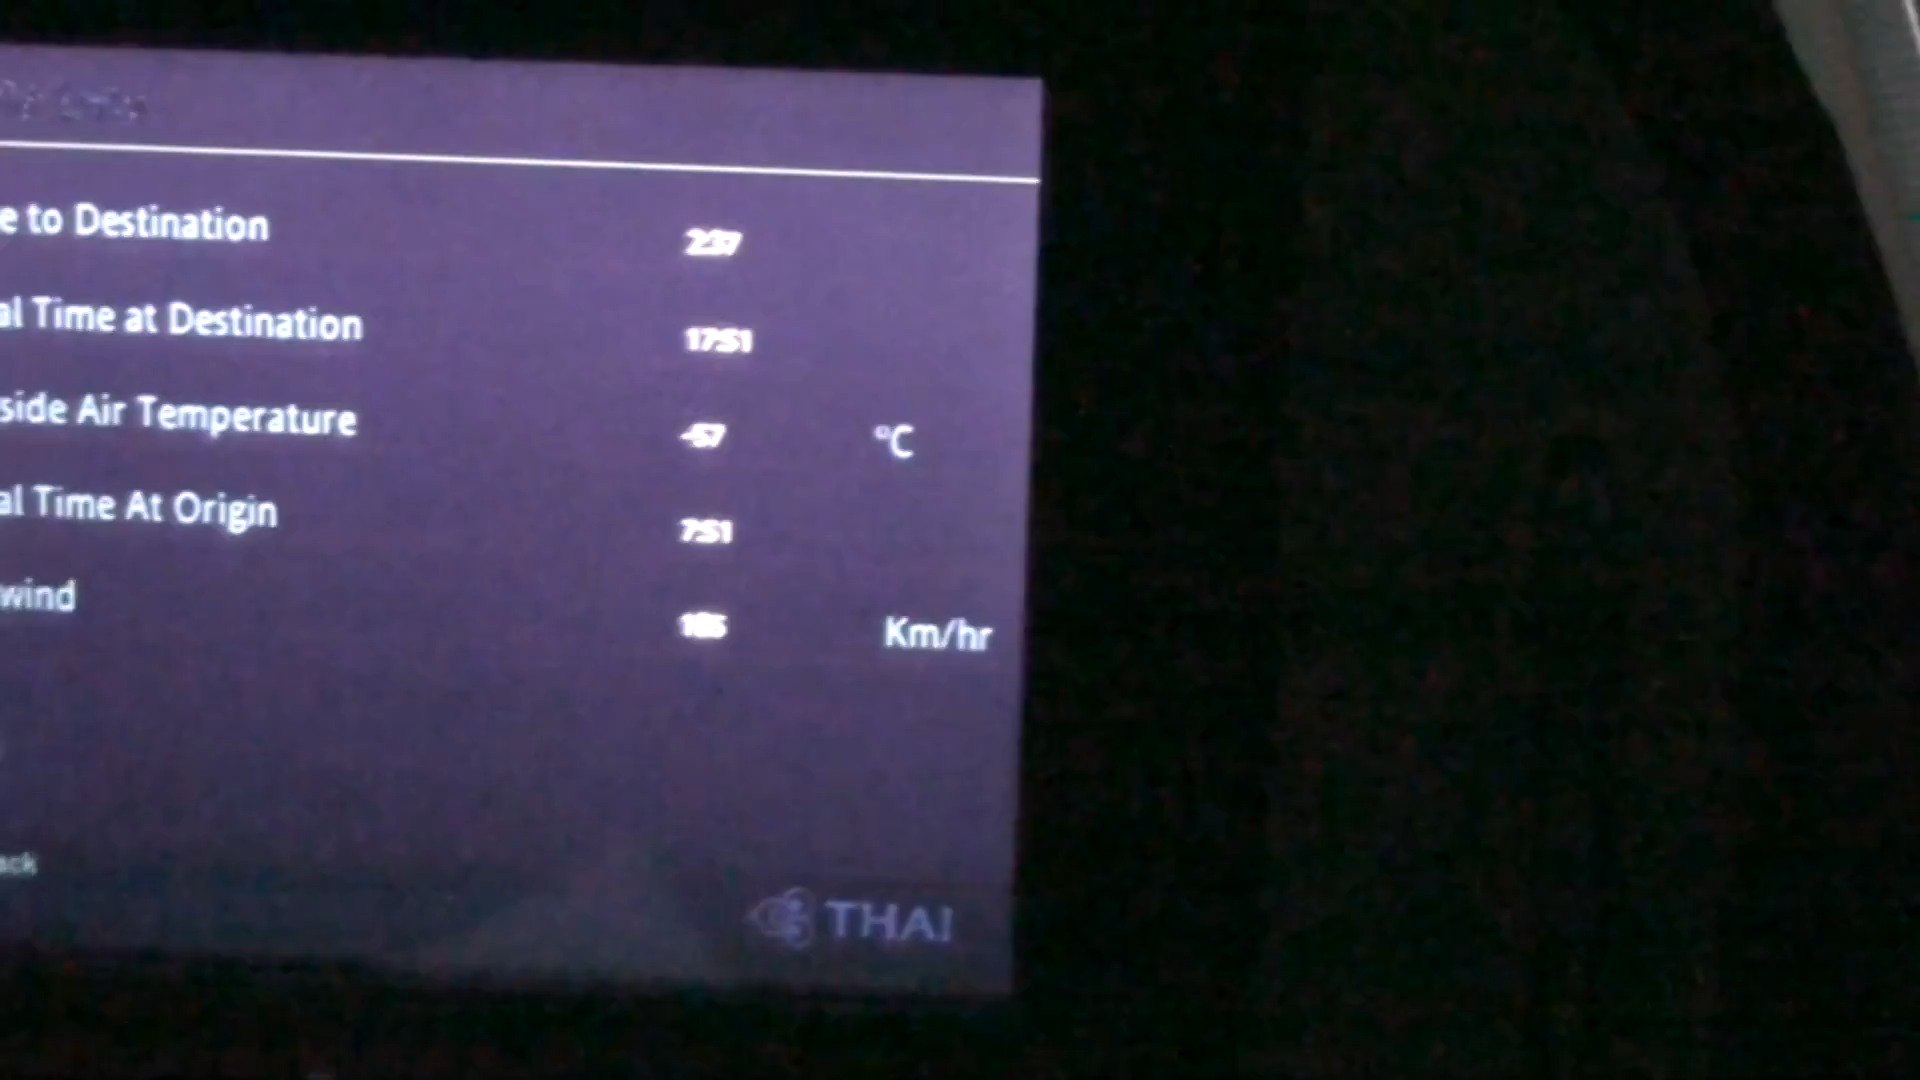 e to Destination 2:37
al Time at Destination 17:51
side Air Temperature -57 °C
al Time At Origin 7:51
wind Km/hr
ack
THAI